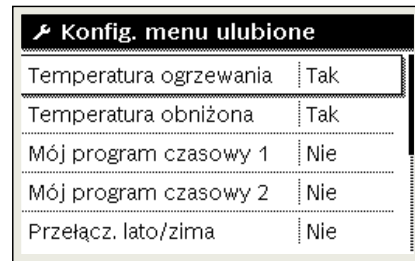 Konfig. menu ulubione
Temperatura ogrzewania Tak
Temperatura obniżona Tak
Mój program czasowy 1 Nie
Mój program czasowy 2 Nie
Przełącz. lato/zima Nie